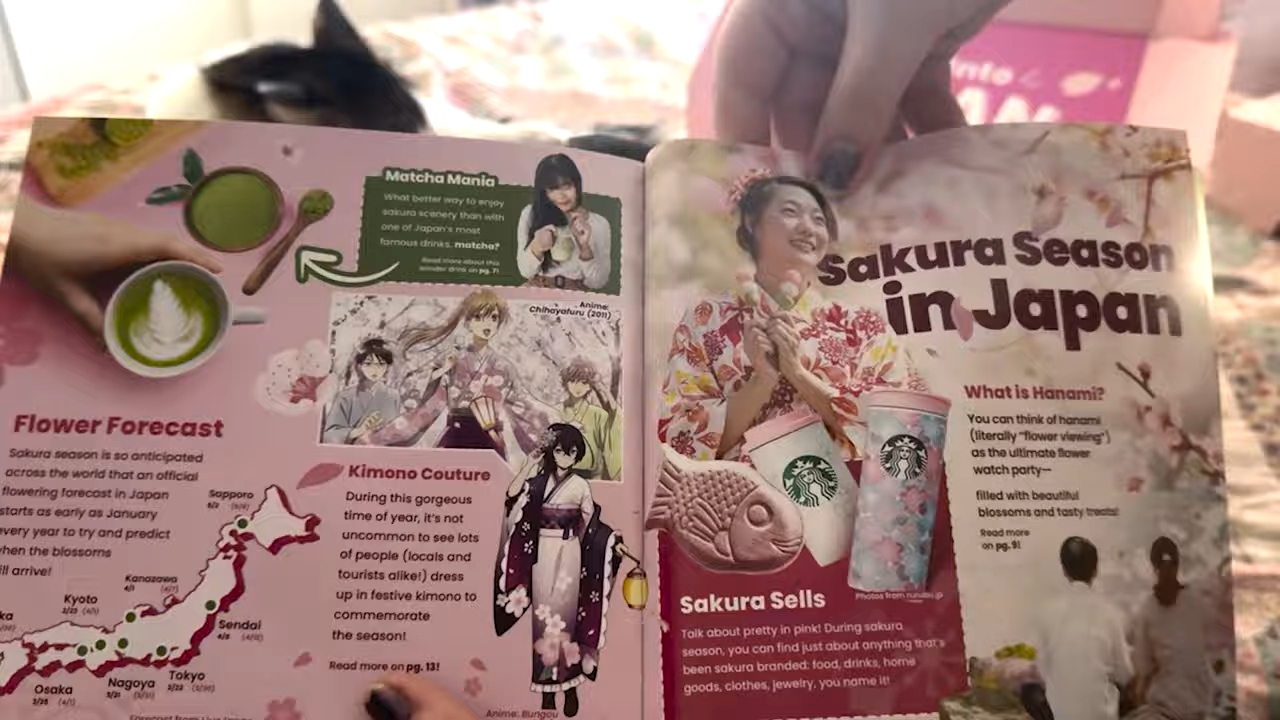 into
Matcha Mania
What better way to enjoy
sakura scenery than with
one of Japan's most
famous drinks, matcha?
Read more about this
wonder drink on pg. 7!
Anime:
Chihayafuru (2011)
Flower Forecast
Sakura season is so anticipated
across the world that an official
flowering forecast in Japan
starts as early as January
every year to try and predict
when the blossoms
will arrive!
Sapporo
Kanazawa
4/1 (4/7)
Kyoto
Sendai
Tokyo
Nagoya
Osaka
Kimono Couture
During this gorgeous
time of year, it's not
uncommon to see lots
of people (locals and
tourists alike!) dress
up in festive kimono to
commemorate
the season!
Read more on pg. 13!
Anime: Bungou
Sakura Season
in Japan
What is Hanami?
You can think of hanami
(literally "flower viewing")
as the ultimate flower
watch party—
filled with beautiful
blossoms and tasty treats!
Read more
on pg. 9!
Photos from rurubu.jp
Sakura Sells
Talk about pretty in pink! During sakura
season, you can find just about anything that's
been sakura branded: food, drinks, home
goods, clothes, jewelry, you name it!